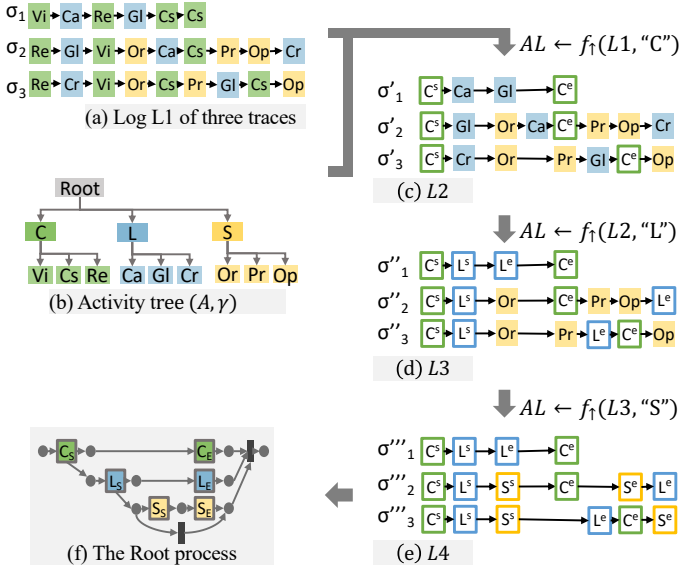 σ1 Vi Ca Re Gl Cs Cs
σ2 Re Gl Vi Or Ca Cs Pr Op Cr
σ3 Re Cr Vi Or Cs Pr Gl Cs Op
(a) Log L1 of three traces
AL ← f↑(L1, “C”)
σ'1 Cs Ca Gl Ce
σ'2 Cs Gl Or Ca Ce Pr Op Cr
σ'3 Cs Cr Or Pr Gl Ce Op
(c) L2
Root
C L S
Vi Cs Re Ca Gl Cr Or Pr Op
(b) Activity tree (A, γ)
AL ← f↑(L2, “L”)
σ''1 Cs Ls Le Ce
σ''2 Cs Ls Or Ce Pr Op Le
σ''3 Cs Ls Or Pr Le Ce Op
(d) L3
AL ← f↑(L3, “S”)
σ'''1 Cs Ls Le Ce
σ'''2 Cs Ls Ss Ce Se Le
σ'''3 Cs Ls Ss Le Ce Se
(e) L4
CS CE
LS LE
SS SE
(f) The Root process